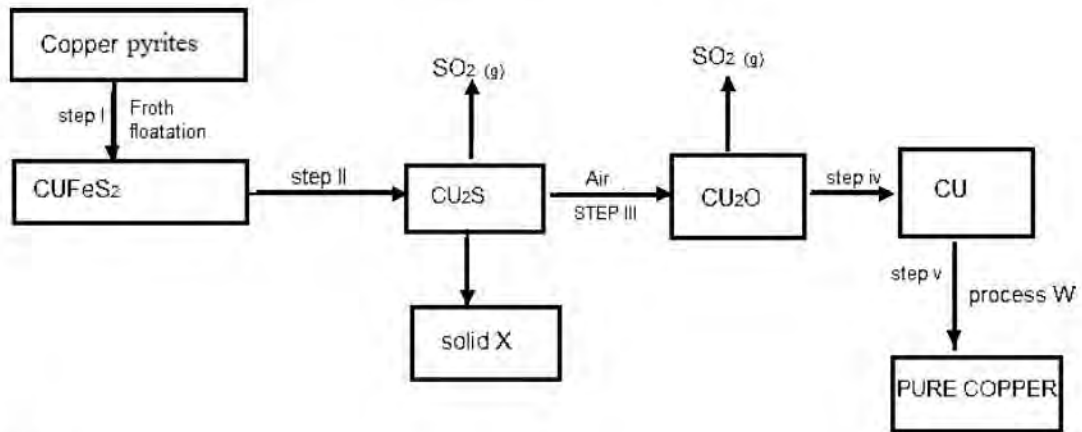 Copper pyrites
step I
Froth
floatation
CUFeS2
step II
SO2 (g)
CU2S
solid X
Air
STEP III
SO2 (g)
CU2O
step iv
CU
step v
process W
PURE COPPER